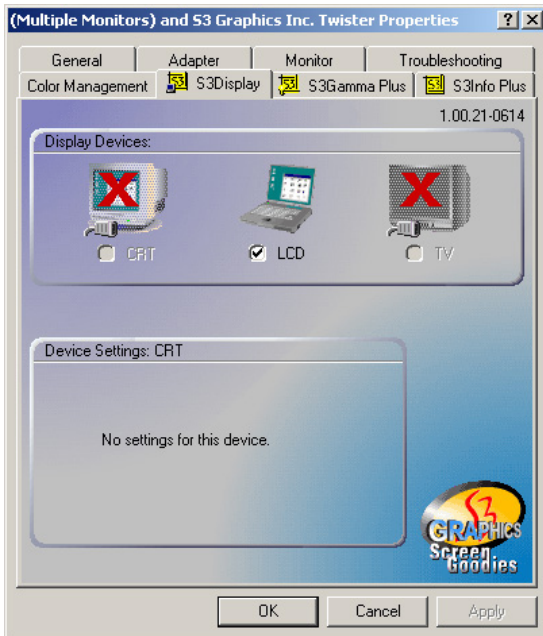 (Multiple Monitors) and S3 Graphics Inc. Twister Properties
General Adapter Monitor Troubleshooting
Color Management S3Display S3Gamma Plus S3Info Plus
1.00.21-0614
Display Devices:
CRT LCD TV
Device Settings: CRT
No settings for this device.
S3
GRAPHICS
Screen
Goodies
OK Cancel Apply